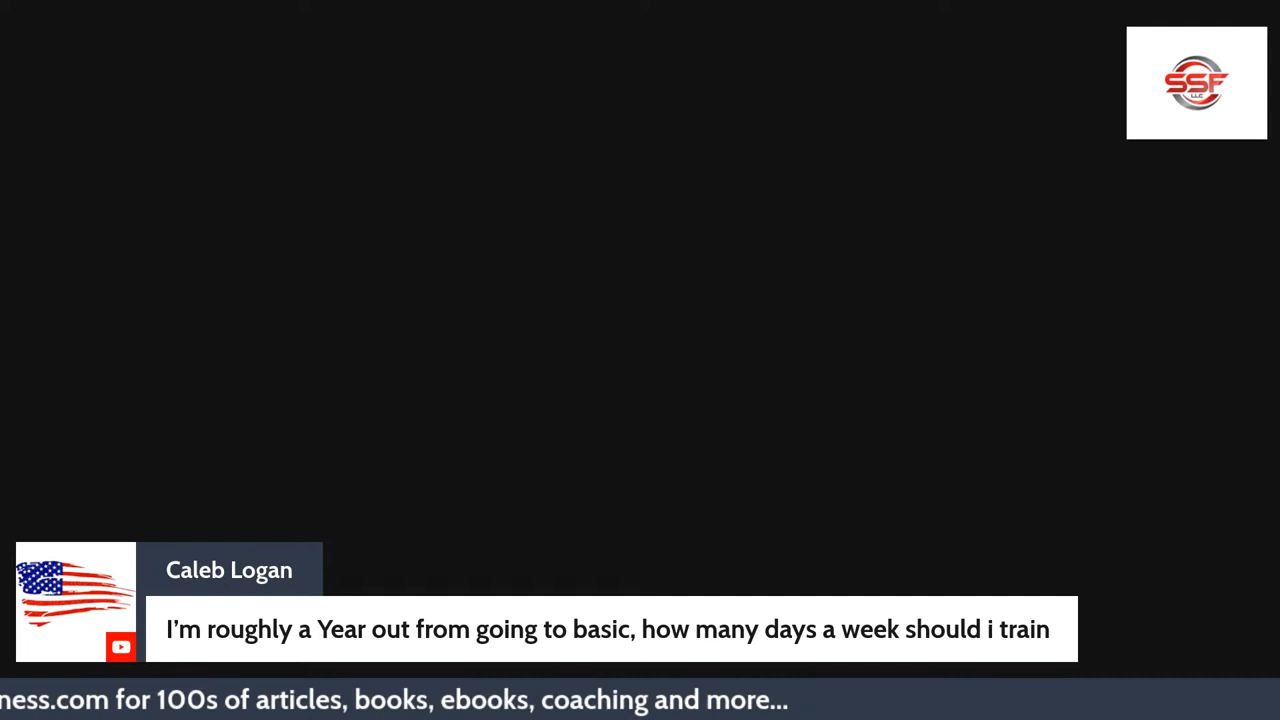 SSF
LLC
Caleb Logan
I’m roughly a Year out from going to basic, how many days a week should i train
ness.com for 100s of articles, books, ebooks, coaching and more...